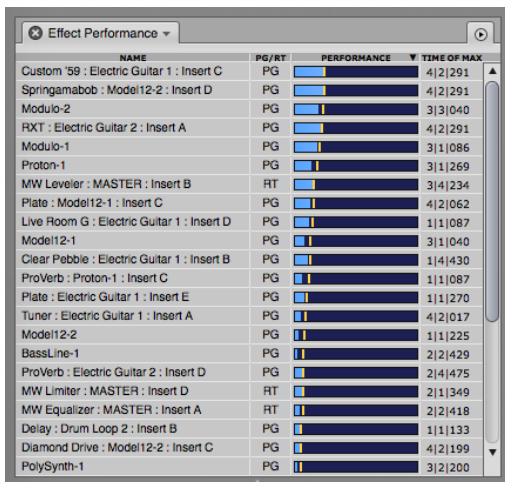 Effect Performance
NAME PG/RT PERFORMANCE TIME OF MAX
Custom '59 : Electric Guitar 1 : Insert C PG 4|2|291
Springamabob : Model12-2 : Insert D PG 4|2|291
Modulo-2 PG 3|3|040
RXT : Electric Guitar 2 : Insert A PG 4|2|291
Modulo-1 PG 3|1|086
Proton-1 PG 3|1|269
MW Leveler : MASTER : Insert B RT 3|4|234
Plate : Model12-1 : Insert C PG 4|2|062
Live Room G : Electric Guitar 1 : Insert D PG 1|1|087
Model12-1 PG 3|1|040
Clear Pebble : Electric Guitar 1 : Insert B PG 1|4|430
ProVerb : Proton-1 : Insert C PG 1|1|087
Plate : Electric Guitar 1 : Insert E PG 1|1|270
Tuner : Electric Guitar 1 : Insert A PG 4|2|017
Model12-2 PG 1|1|225
BassLine-1 PG 2|2|429
ProVerb : Electric Guitar 2 : Insert D PG 2|4|475
MW Limiter : MASTER : Insert D RT 2|1|349
MW Equalizer : MASTER : Insert A RT 2|2|418
Delay : Drum Loop 2 : Insert B PG 1|1|133
Diamond Drive : Model12-2 : Insert C PG 4|2|199
PolySynth-1 PG 3|2|200